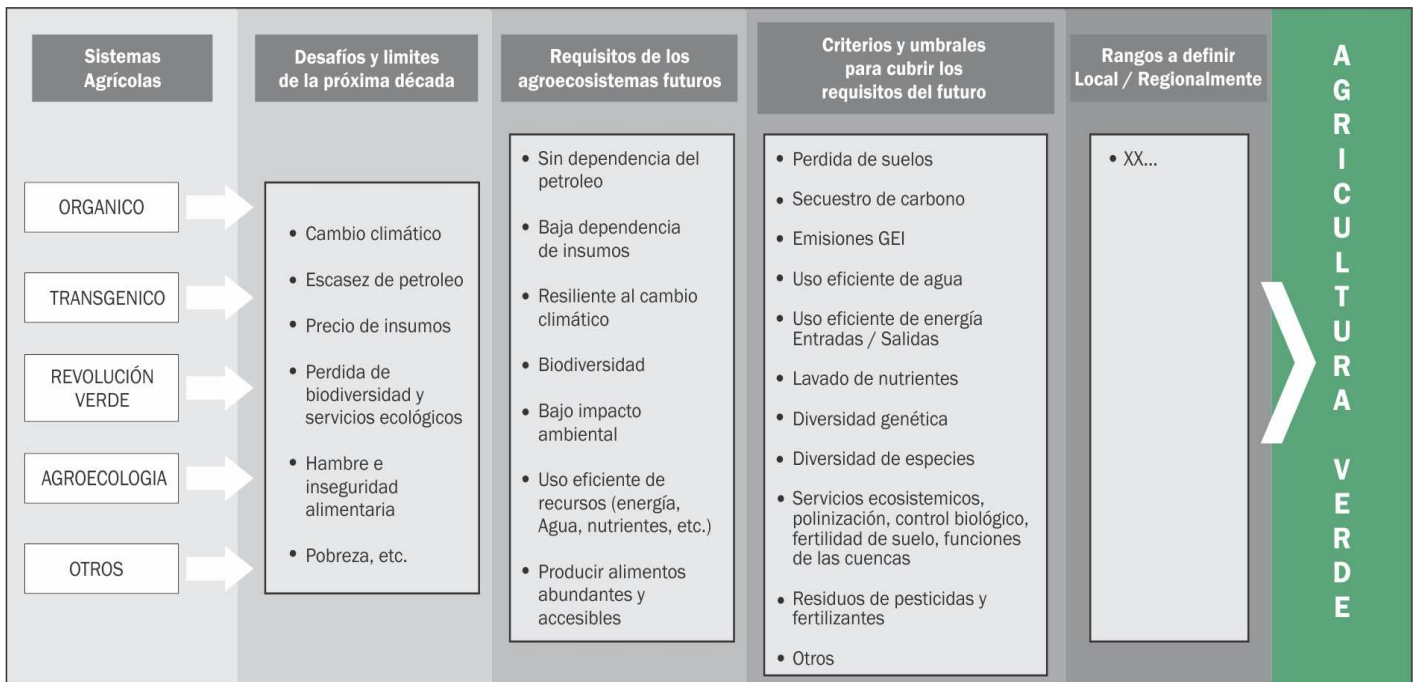 Sistemas
Agrícolas
ORGANICO
TRANSGENICO
REVOLUCIÓN
VERDE
AGROECOLOGIA
OTROS
Desafíos y limites
de la próxima década
• Cambio climático
• Escasez de petroleo
• Precio de insumos
• Perdida de
biodiversidad y
servicios ecológicos
• Hambre e
inseguridad
alimentaria
• Pobreza, etc.
Requisitos de los
agroecosistemas futuros
• Sin dependencia del
petroleo
• Baja dependencia
de insumos
• Resiliente al cambio
climático
• Biodiversidad
• Bajo impacto
ambiental
• Uso eficiente de
recursos (energía,
Agua, nutrientes, etc.)
• Producir alimentos
abundantes y
accesibles
Criterios y umbrales
para cubrir los
requisitos del futuro
• Perdida de suelos
• Secuestro de carbono
• Emisiones GEI
• Uso eficiente de agua
• Uso eficiente de energía
Entradas / Salidas
• Lavado de nutrientes
• Diversidad genética
• Diversidad de especies
• Servicios ecosistemicos,
polinización, control biológico,
fertilidad de suelo, funciones
de las cuencas
• Residuos de pesticidas y
fertilizantes
• Otros
Rangos a definir
Local / Regionalmente
• XX...
AGRICULTURA VERDE